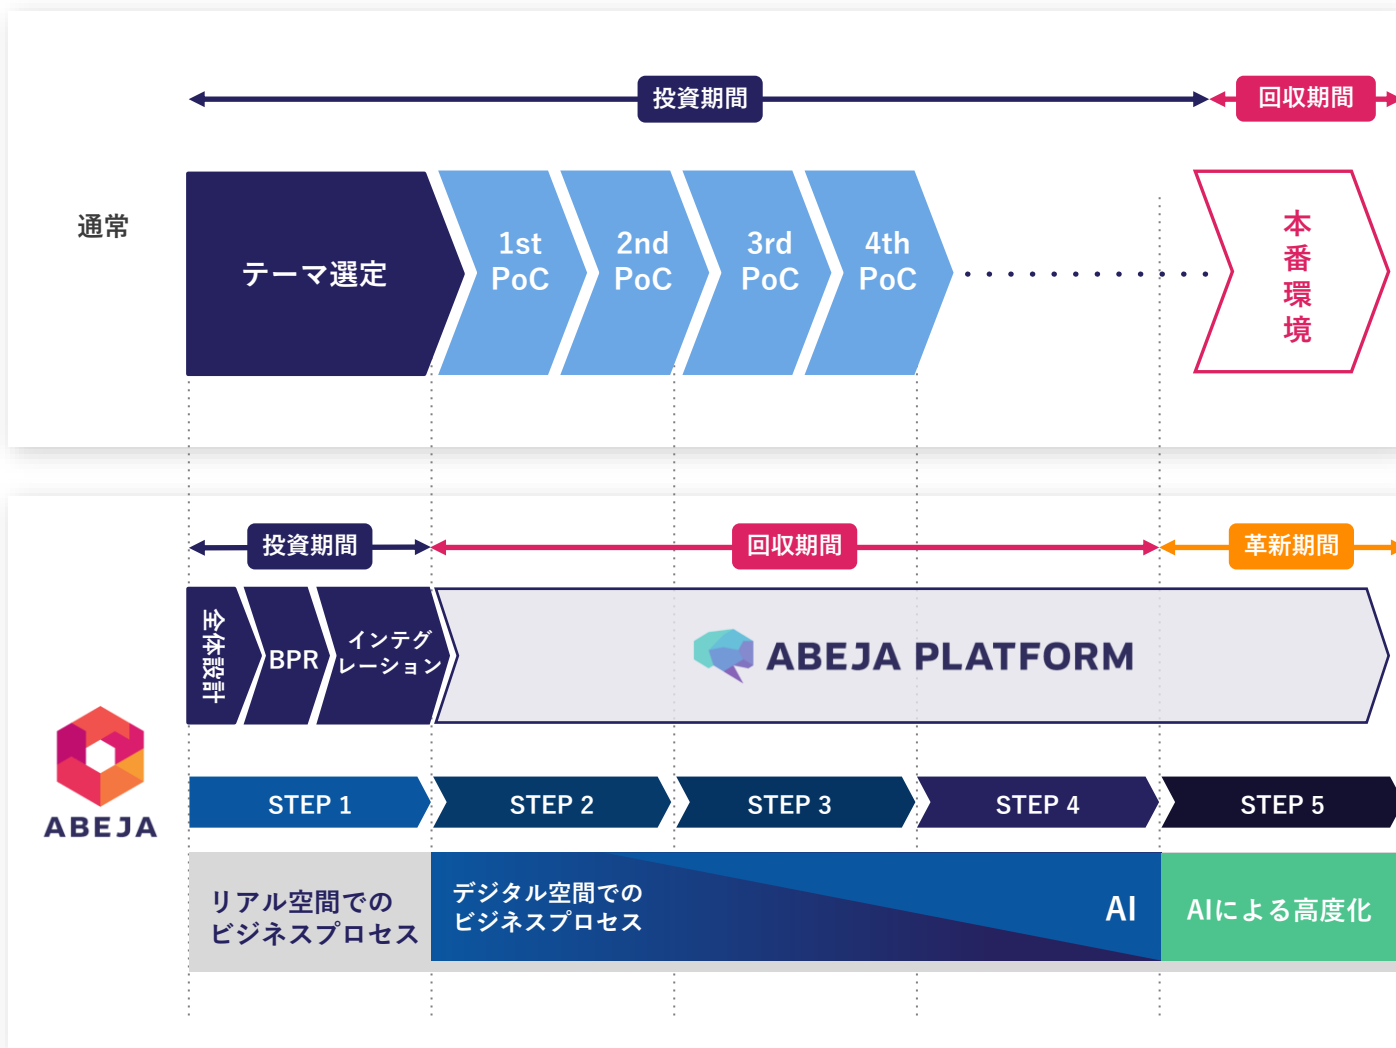 投資期間
回収期間
通常
テーマ選定
1st
PoC
2nd
PoC
3rd
PoC
4th
PoC
本番環境
投資期間
回収期間
革新期間
全体設計
BPR
インテグ
レーション
ABEJA PLATFORM
ABEJA
STEP 1
STEP 2
STEP 3
STEP 4
STEP 5
リアル空間での
ビジネスプロセス
デジタル空間での
ビジネスプロセス
AI
AIによる高度化